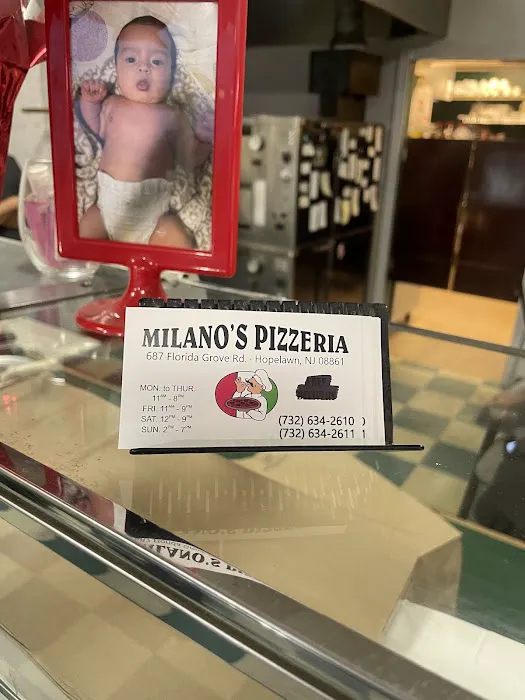 MILANO'S PIZZERIA
687 Florida Grove Rd. - Hopelawn, NJ 08861
MON. to THUR.
11AM - 8PM
FRI. 11AM - 9PM
SAT. 12PM - 9PM
SUN. 2PM - 7PM
(732) 634-2610
(732) 634-2611